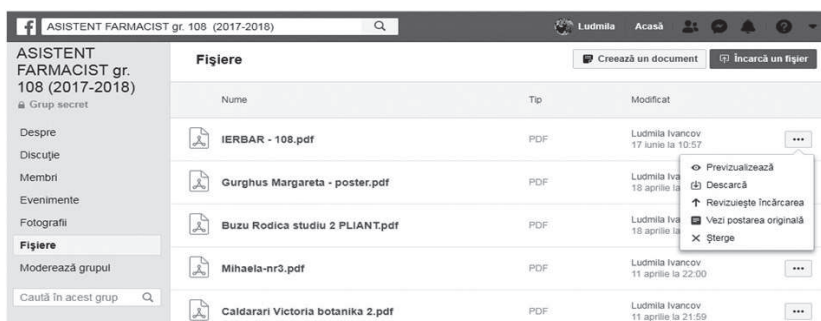 ASISTENT FARMACIST gr. 108 (2017-2018)
Ludmila Acasă
ASISTENT
FARMACIST gr.
108 (2017-2018)
Grup secret
Despre
Discuție
Membri
Evenimente
Fotografii
Fișiere
Moderează grupul
Caută în acest grup
Fișiere
Creează un document
Încarcă un fișier
Nume Tip Modificat
IERBAR - 108.pdf PDF Ludmila Ivancov
17 iunie la 10:57
Gurghus Margareta - poster.pdf PDF Ludmila Iva
18 aprilie la
Buzu Rodica studiu 2 PLIANT.pdf PDF Ludmila Iva
18 aprilie la
Mihaela-nr3.pdf PDF Ludmila Ivancov
11 aprilie la 22:00
Caldarari Victoria botanika 2.pdf PDF Ludmila Ivancov
11 aprilie la 21:59
Previzualizează
Descarcă
Revizuiește încărcarea
Vezi postarea originală
Șterge